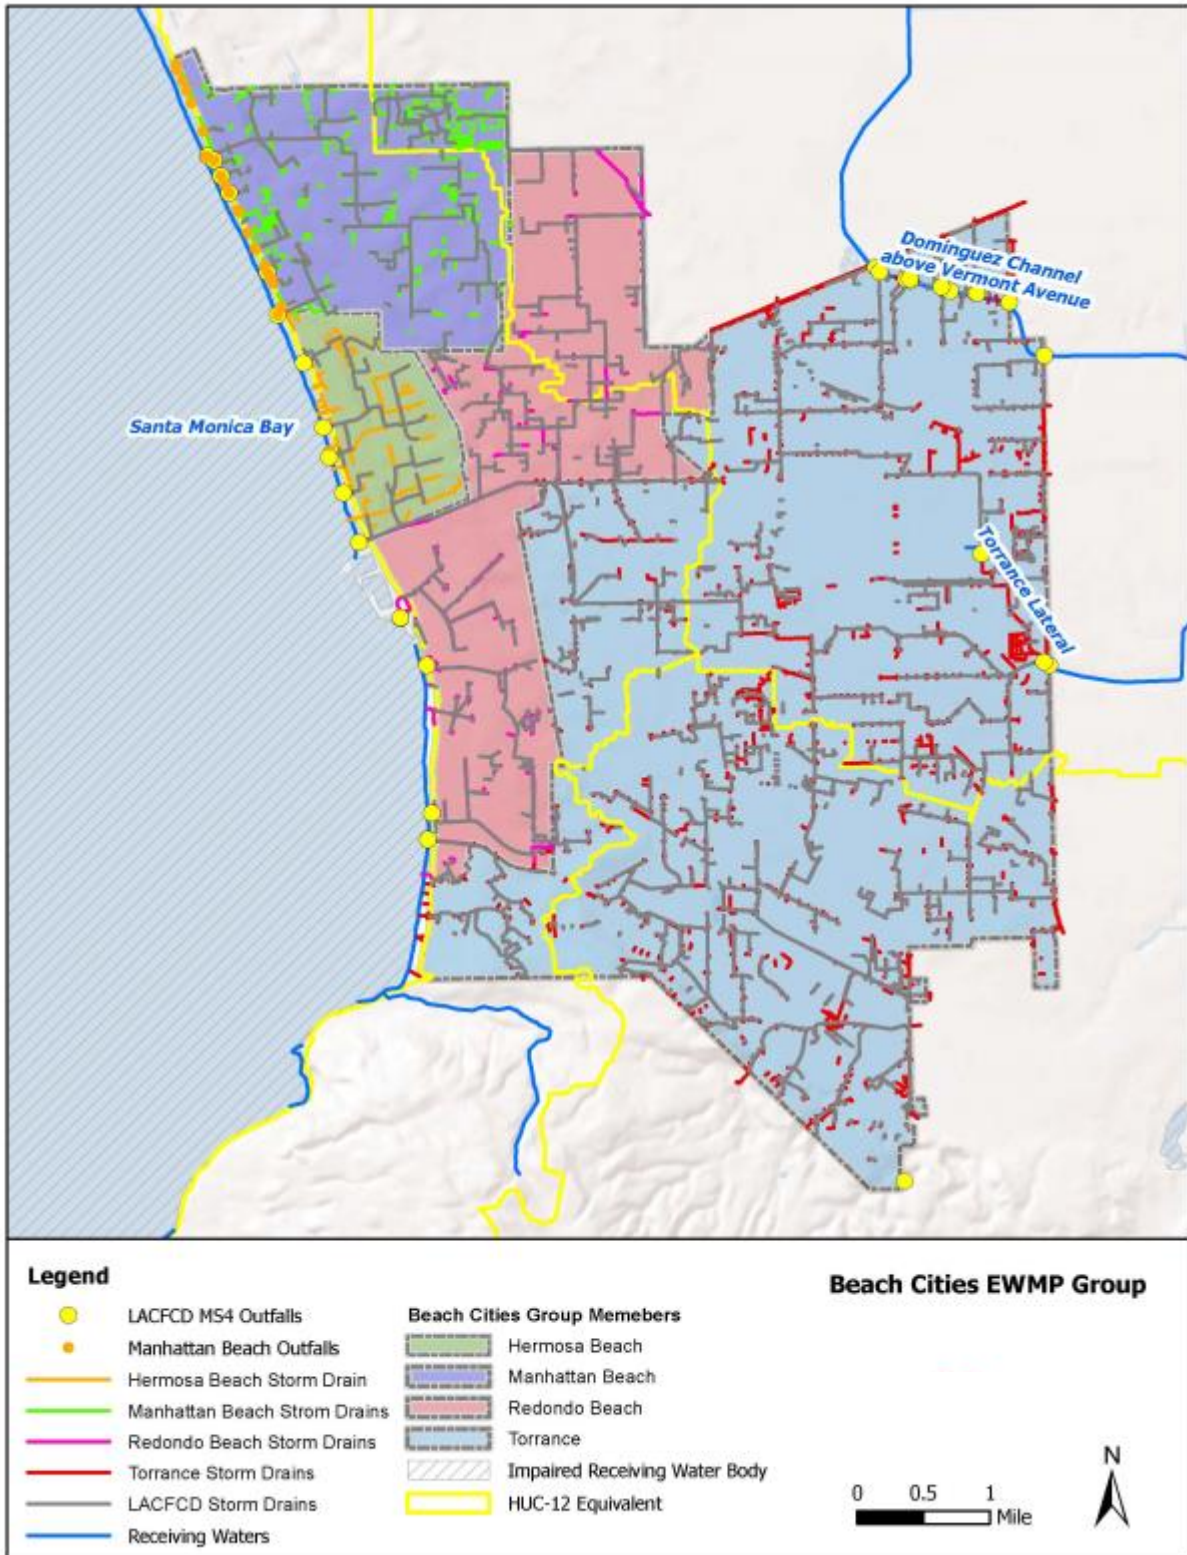 Dominguez Channel
above Vermont Avenue
Santa Monica Bay
Torrance Lateral
Legend
LACFCD MS4 Outfalls
Manhattan Beach Outfalls
Hermosa Beach Storm Drain
Manhattan Beach Strom Drains
Redondo Beach Storm Drains
Torrance Storm Drains
LACFCD Storm Drains
Receiving Waters
Beach Cities Group Memebers
Hermosa Beach
Manhattan Beach
Redondo Beach
Torrance
Impaired Receiving Water Body
HUC-12 Equivalent
Beach Cities EWMP Group
0 0.5 1
Mile
N